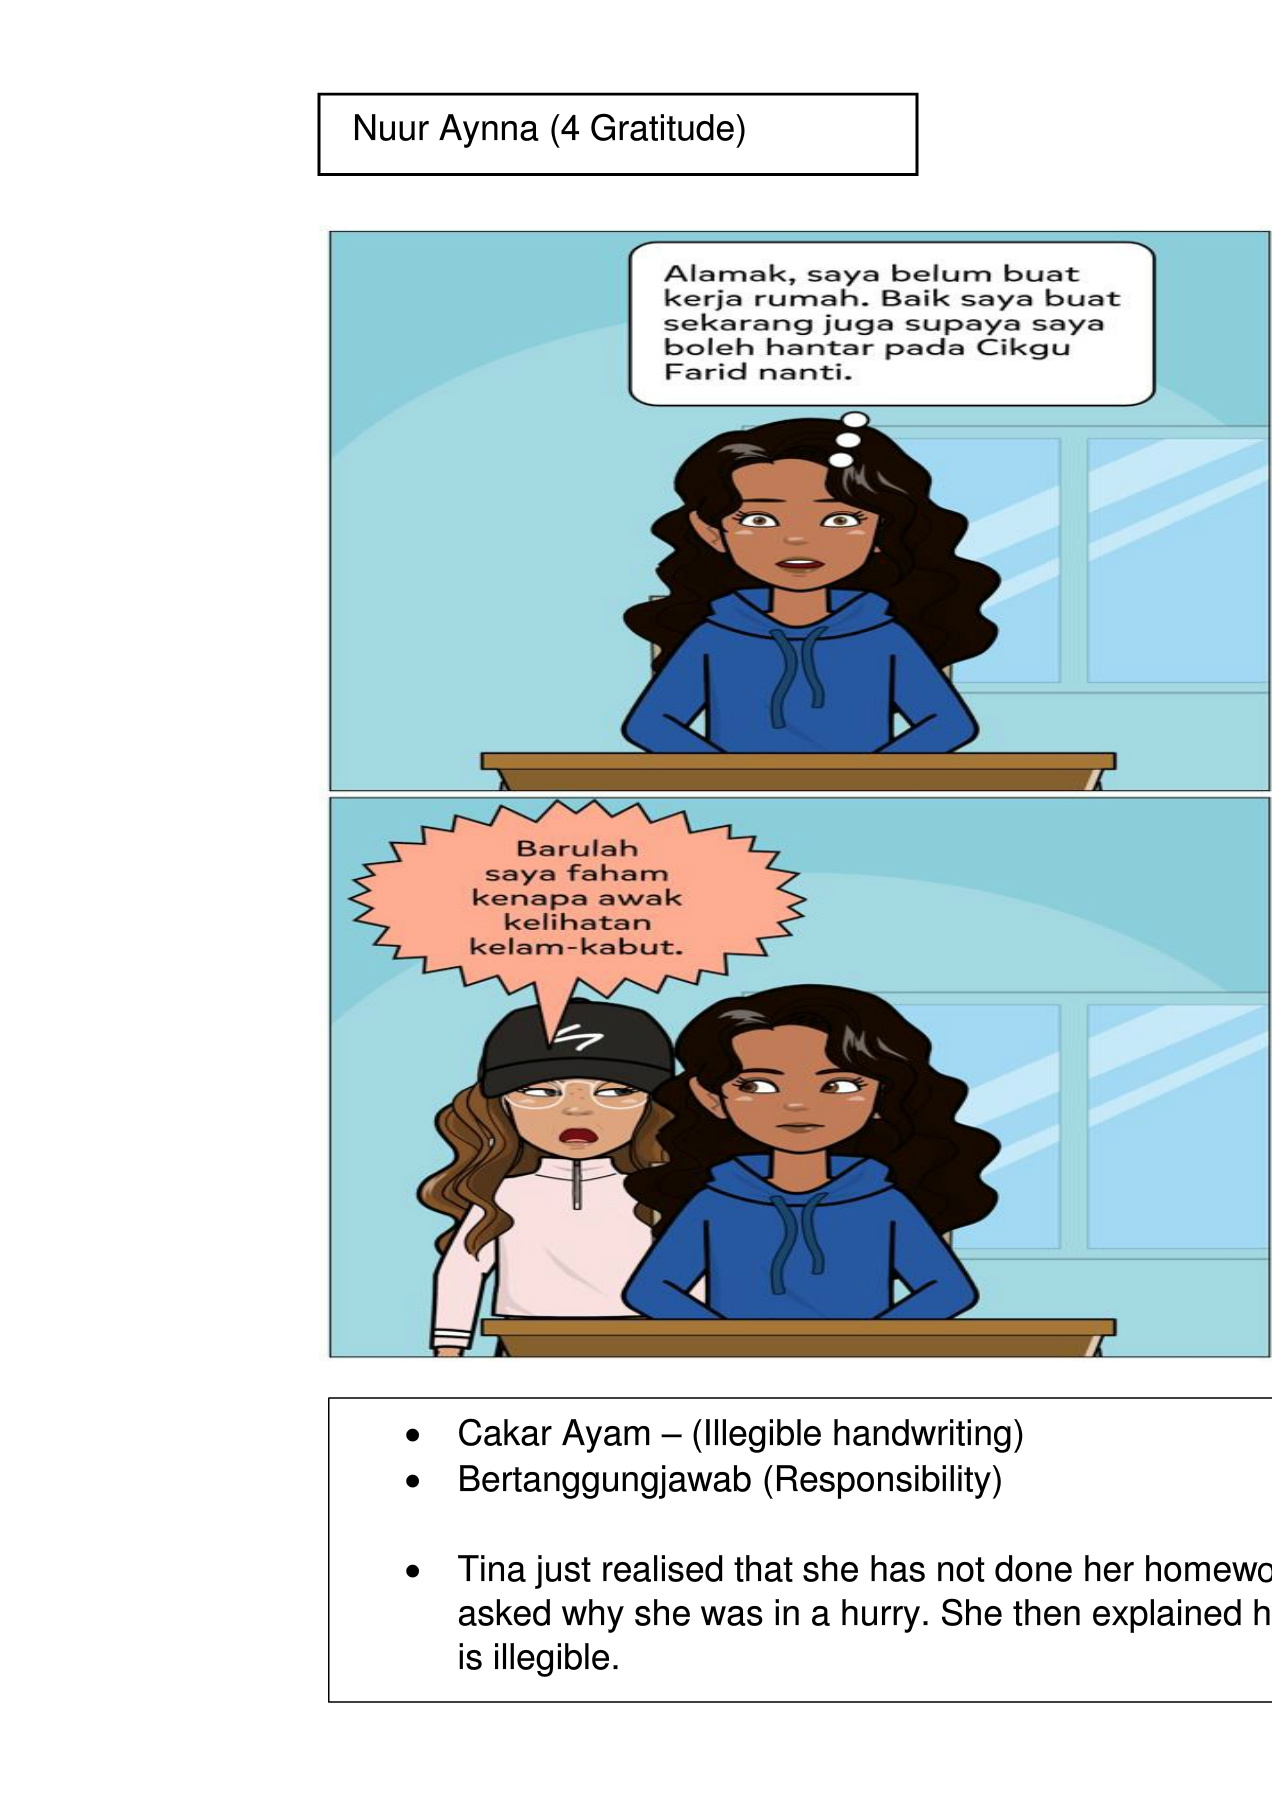 Nuur Aynna (4 Gratitude)
Alamak, saya belum buat
kerja rumah. Baik saya buat
sekarang juga supaya saya
boleh hantar pada Cikgu
Farid nanti.
Barulah
saya faham
kenapa awak
kelihatan
kelam-kabut.
• Cakar Ayam – (Illegible handwriting)
• Bertanggungjawab (Responsibility)
• Tina just realised that she has not done her
asked why she was in a hurry. She then explained
is illegible.